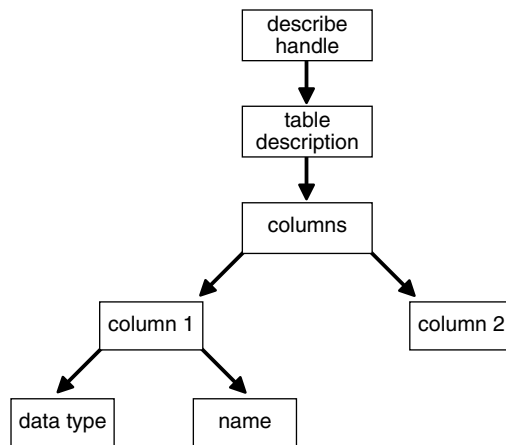 describe
handle
table
description
columns
column 1
column 2
data type
name